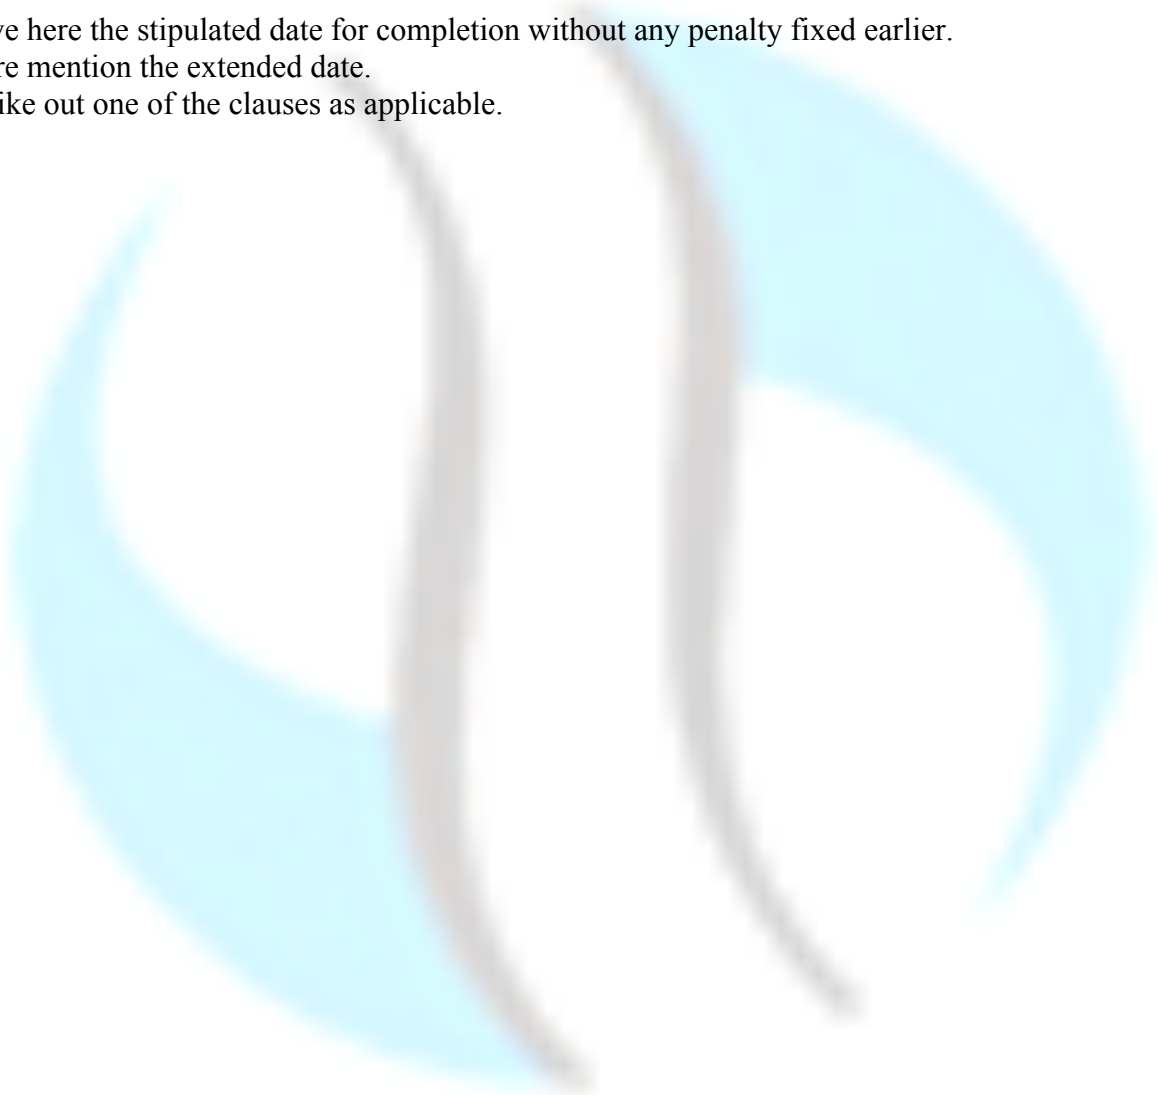 ve here the stipulated date for completion without any penalty fixed earlier.
re mention the extended date.
ike out one of the clauses as applicable.